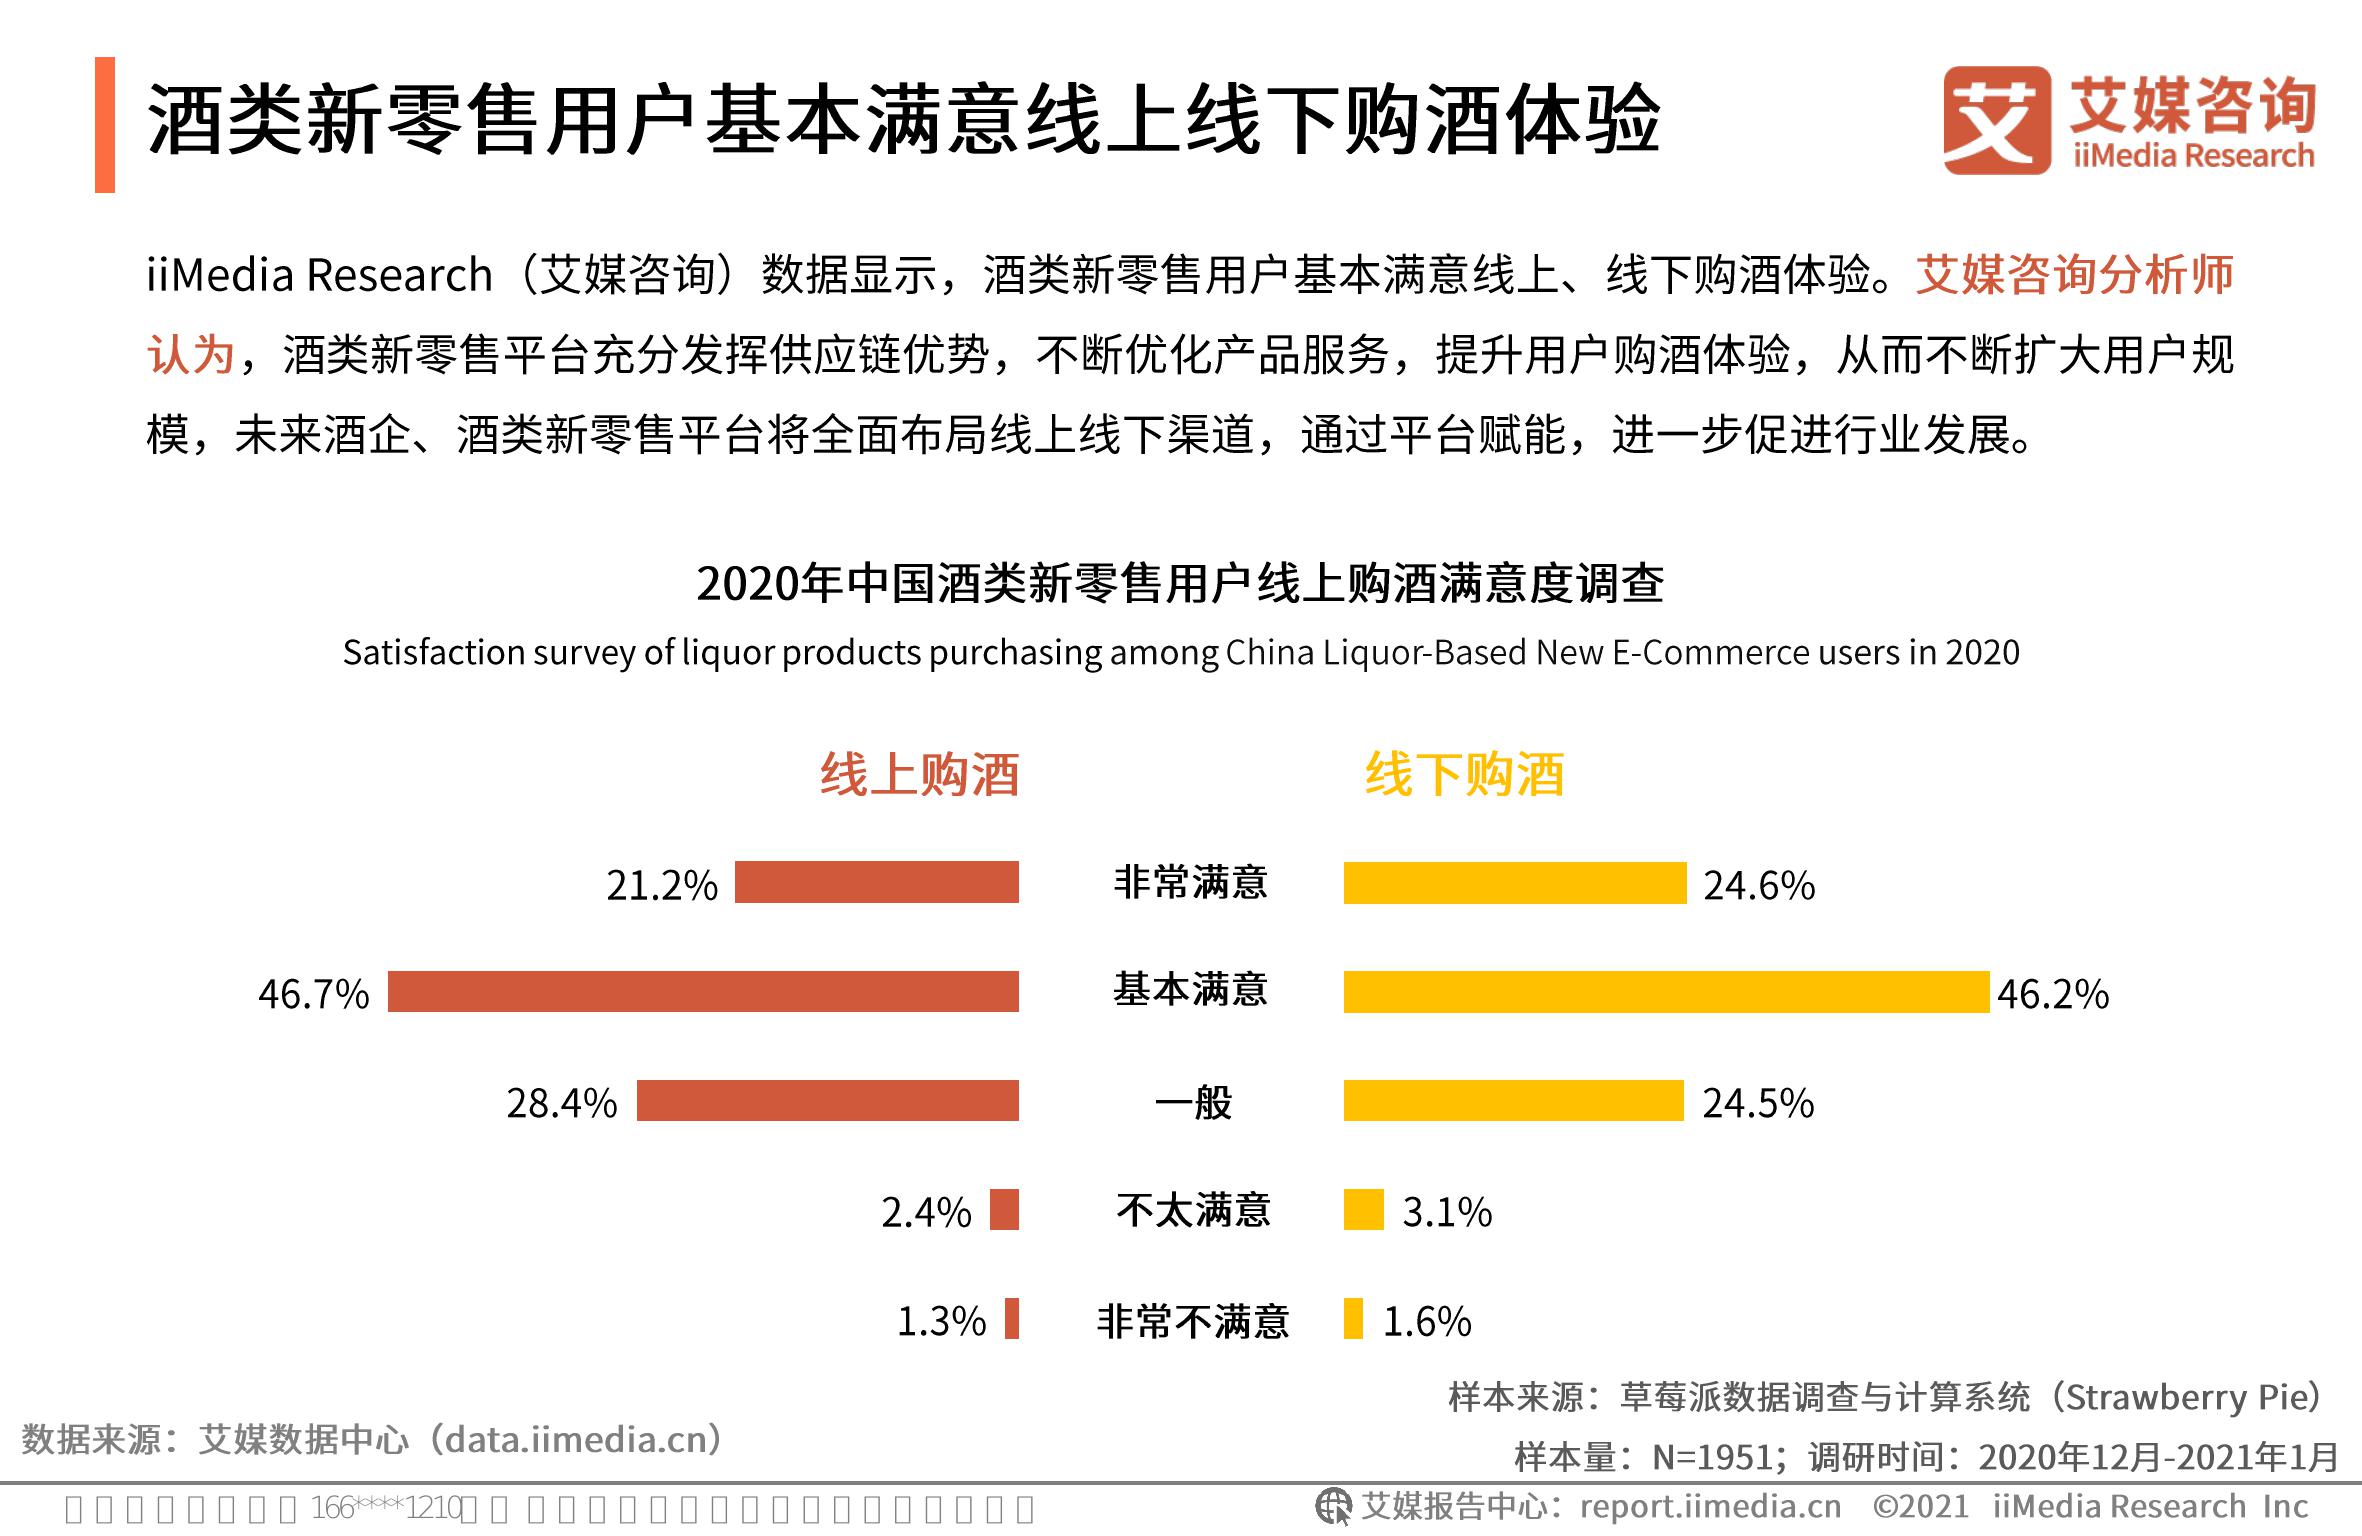 酒类新零售用户基本满意线上线下购酒体验
艾
艾媒咨询
iiMedia Research
iiMedia Research（艾媒咨询）数据显示，酒类新零售用户基本满意线上、线下购酒体验。艾媒咨询分析师
认为，酒类新零售平台充分发挥供应链优势，不断优化产品服务，提升用户购酒体验，从而不断扩大用户规
模，未来酒企、酒类新零售平台将全面布局线上线下渠道，通过平台赋能，进一步促进行业发展。
2020年中国酒类新零售用户线上购酒满意度调查
Satisfaction survey of liquor products purchasing among China Liquor-Based New E-Commerce users in 2020
线上购酒 线下购酒
21.2% 非常满意 24.6%
46.7% 基本满意 46.2%
28.4% 一般 24.5%
2.4% 不太满意 3.1%
1.3% 非常不满意 1.6%
样本来源：草莓派数据调查与计算系统（Strawberry Pie）
数据来源：艾媒数据中心（data.iimedia.cn）
样本量：N=1951；调研时间：2020年12月-2021年1月
166****1210
艾媒报告中心：report.iimedia.cn ©2021 iiMedia Research Inc